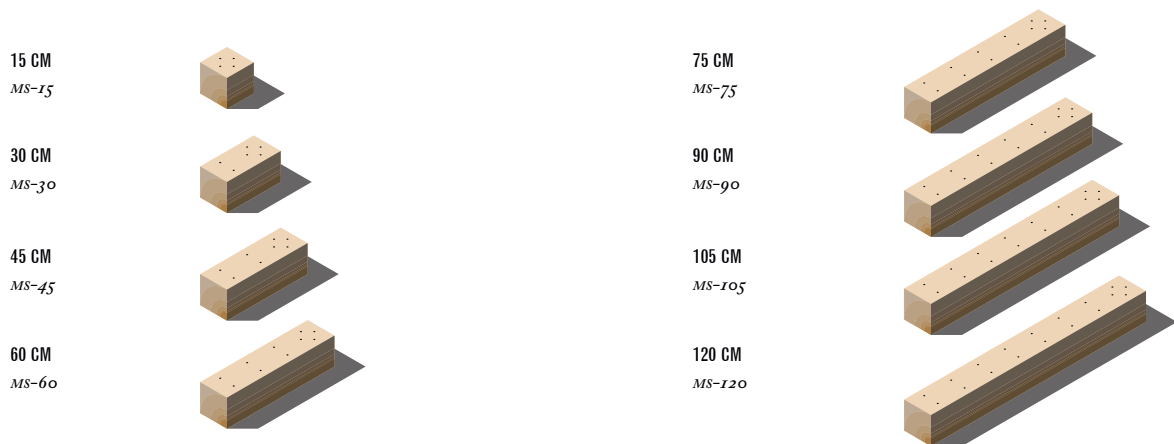 15 CM
MS-15
30 CM
MS-30
45 CM
MS-45
60 CM
MS-60
75 CM
MS-75
90 CM
MS-90
105 CM
MS-105
120 CM
MS-120